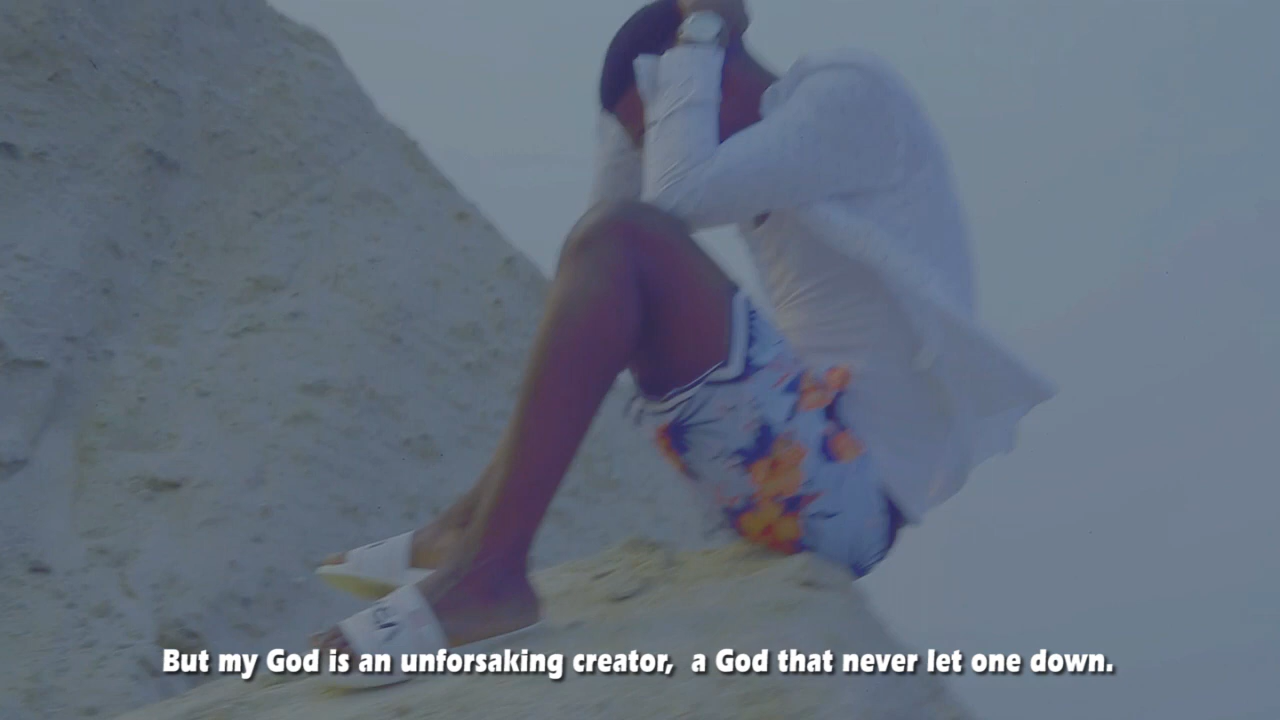 But my God is an unforsaking creator,  a God that never let one down.